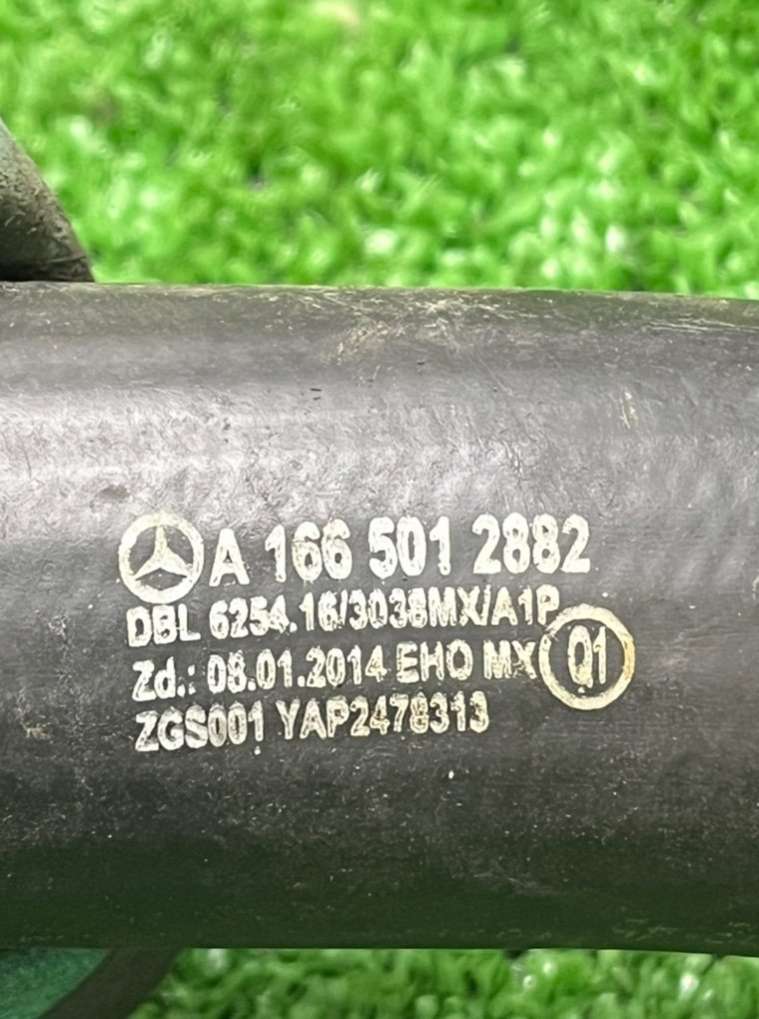 A 166 501 2882
DBL 6254.16/3038MX/A1P
Zd.: 08.01.2014 EHO MX Q1
ZGS001 YAP2478313